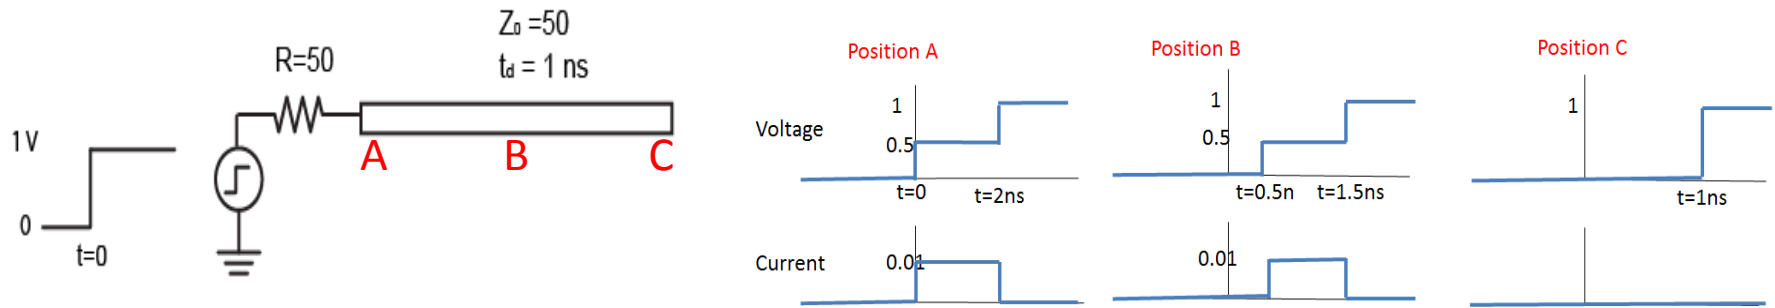 Z₀ =50
t_d = 1 ns
R=50
1V
0
t=0
A
B
C
Position A
Position B
Position C
Voltage
1
0.5
t=0
t=2ns
1
0.5
t=0.5n
t=1.5ns
1
t=1ns
Current
0.01
0.01